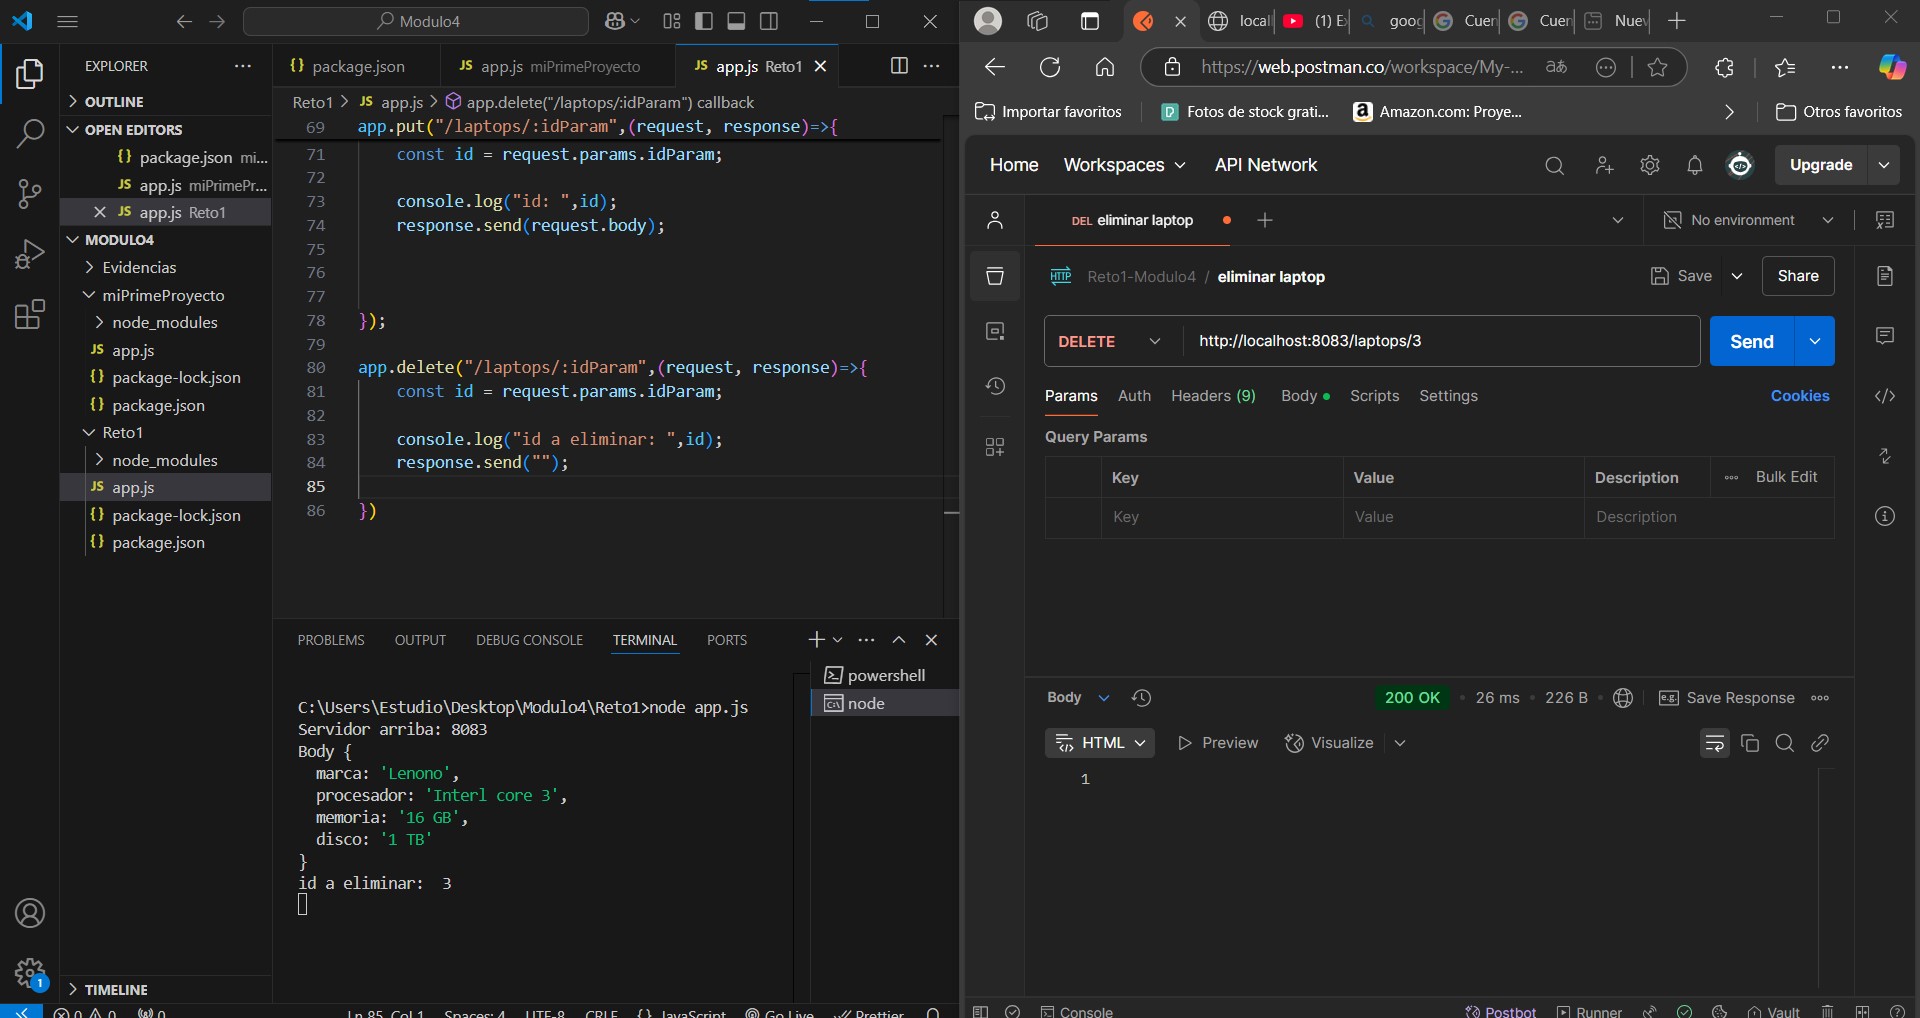 Modulo4
EXPLORER
OUTLINE
OPEN EDITORS
package.json mi...
app.js miPrimePr...
app.js Reto1
MODULO4
Evidencias
miPrimeProyecto
node_modules
app.js
package-lock.json
package.json
Reto1
node_modules
app.js
package-lock.json
package.json
TIMELINE
package.json
app.js miPrimeProyecto
app.js Reto1
Reto1 > JS app.js > app.delete("/laptops/:idParam") callback
69 app.put("/laptops/:idParam",(request, response)=>{
71 const id = request.params.idParam;
72
73 console.log("id: ",id);
74 response.send(request.body);
75
76
77
78 });
79
80 app.delete("/laptops/:idParam",(request, response)=>{
81 const id = request.params.idParam;
82
83 console.log("id a eliminar: ",id);
84 response.send("");
85
86 })
PROBLEMS OUTPUT DEBUG CONSOLE TERMINAL PORTS
powershell
node
C:\Users\Estudio\Desktop\Modulo4\Reto1>node app.js
Servidor arriba: 8083
Body {
marca: 'Lenono',
procesador: 'Interl core 3',
memoria: '16 GB',
disco: '1 TB'
}
id a eliminar:  3
0 0 0 Ln 85, Col 1 Spaces: 4 UTF-8 CRLF {} JavaScript Go Live Prettier
local (1) E goog Cuen Cuen Nuev
https://web.postman.co/workspace/My-...
Importar favoritos Fotos de stock grati... Amazon.com: Proye... Otros favoritos
Home Workspaces API Network Upgrade
DEL eliminar laptop No environment
HTTP Reto1-Modulo4 / eliminar laptop Save Share
DELETE http://localhost:8083/laptops/3 Send
Params Auth Headers (9) Body Scripts Settings Cookies
Query Params
Key Value Description Bulk Edit
Key Value Description
Body 200 OK 26 ms 226 B e.g. Save Response
HTML Preview Visualize
1
Console Postbot Runner Vault